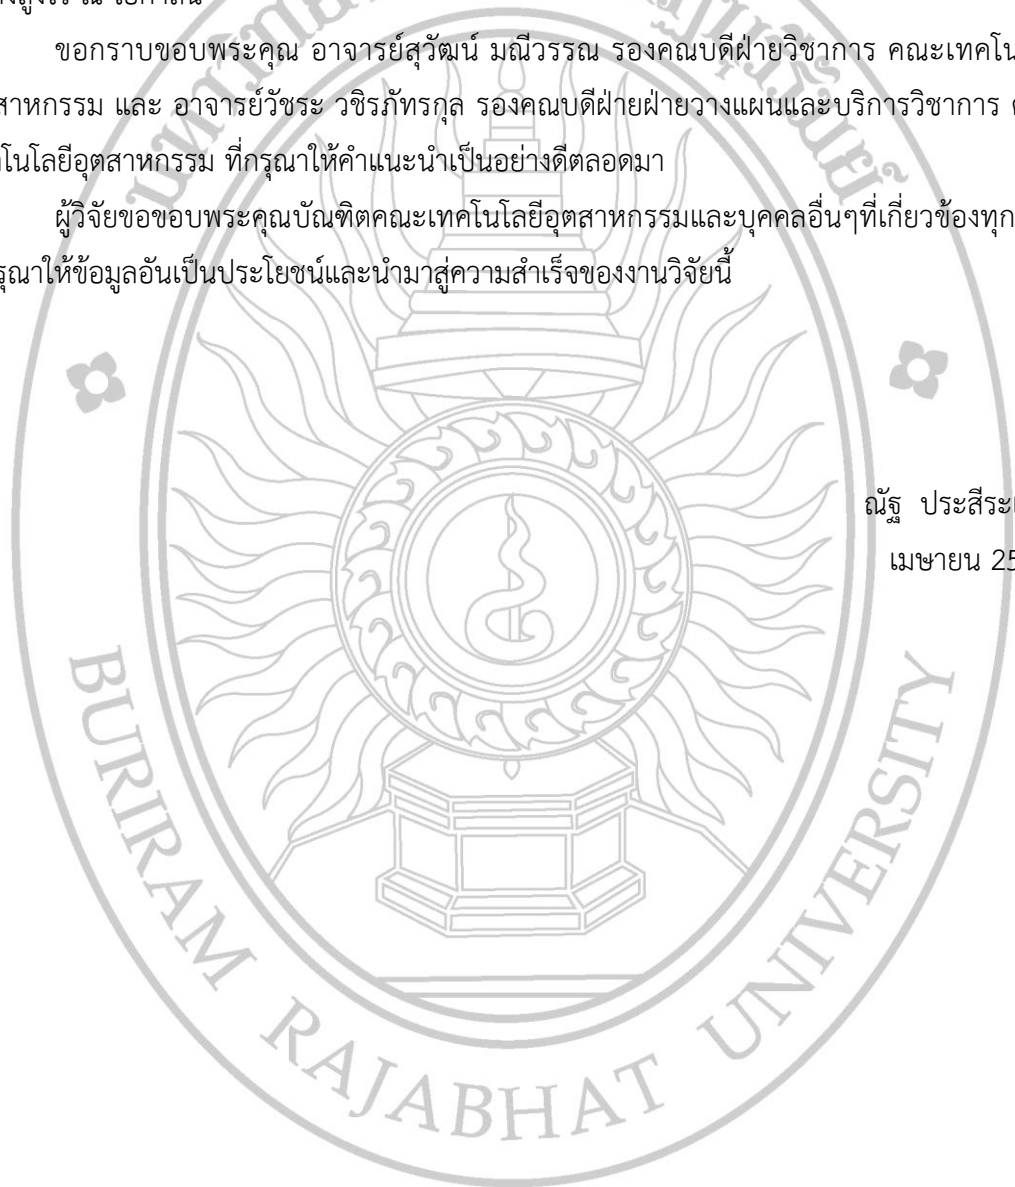 ขอกราบขอบพระคุณ อาจารย์สุวัฒน์ มณีวรรณ รองคณบดีฝ่ายวิชาการ คณะเทคโน
สาหกรรม และ อาจารย์วัชระ วชิรภัทรกุล รองคณบดีฝ่ายฝ่ายวางแผนและบริการวิชาการ
โนโลยีอุตสาหกรรม ที่กรุณาให้คำแนะนำเป็นอย่างดีตลอดมา
ผู้วิจัยขอขอบพระคุณบัณฑิตคณะเทคโนโลยีอุตสาหกรรมและบุคคลอื่นๆที่เกี่ยวข้องทุก
รุณาให้ข้อมูลอันเป็นประโยชน์และนำมาสู่ความสำเร็จของงานวิจัยนี้
ณัฐ ประสีระ
เมษายน 25
BURIRAM RAJABHAT UNIVERSITY